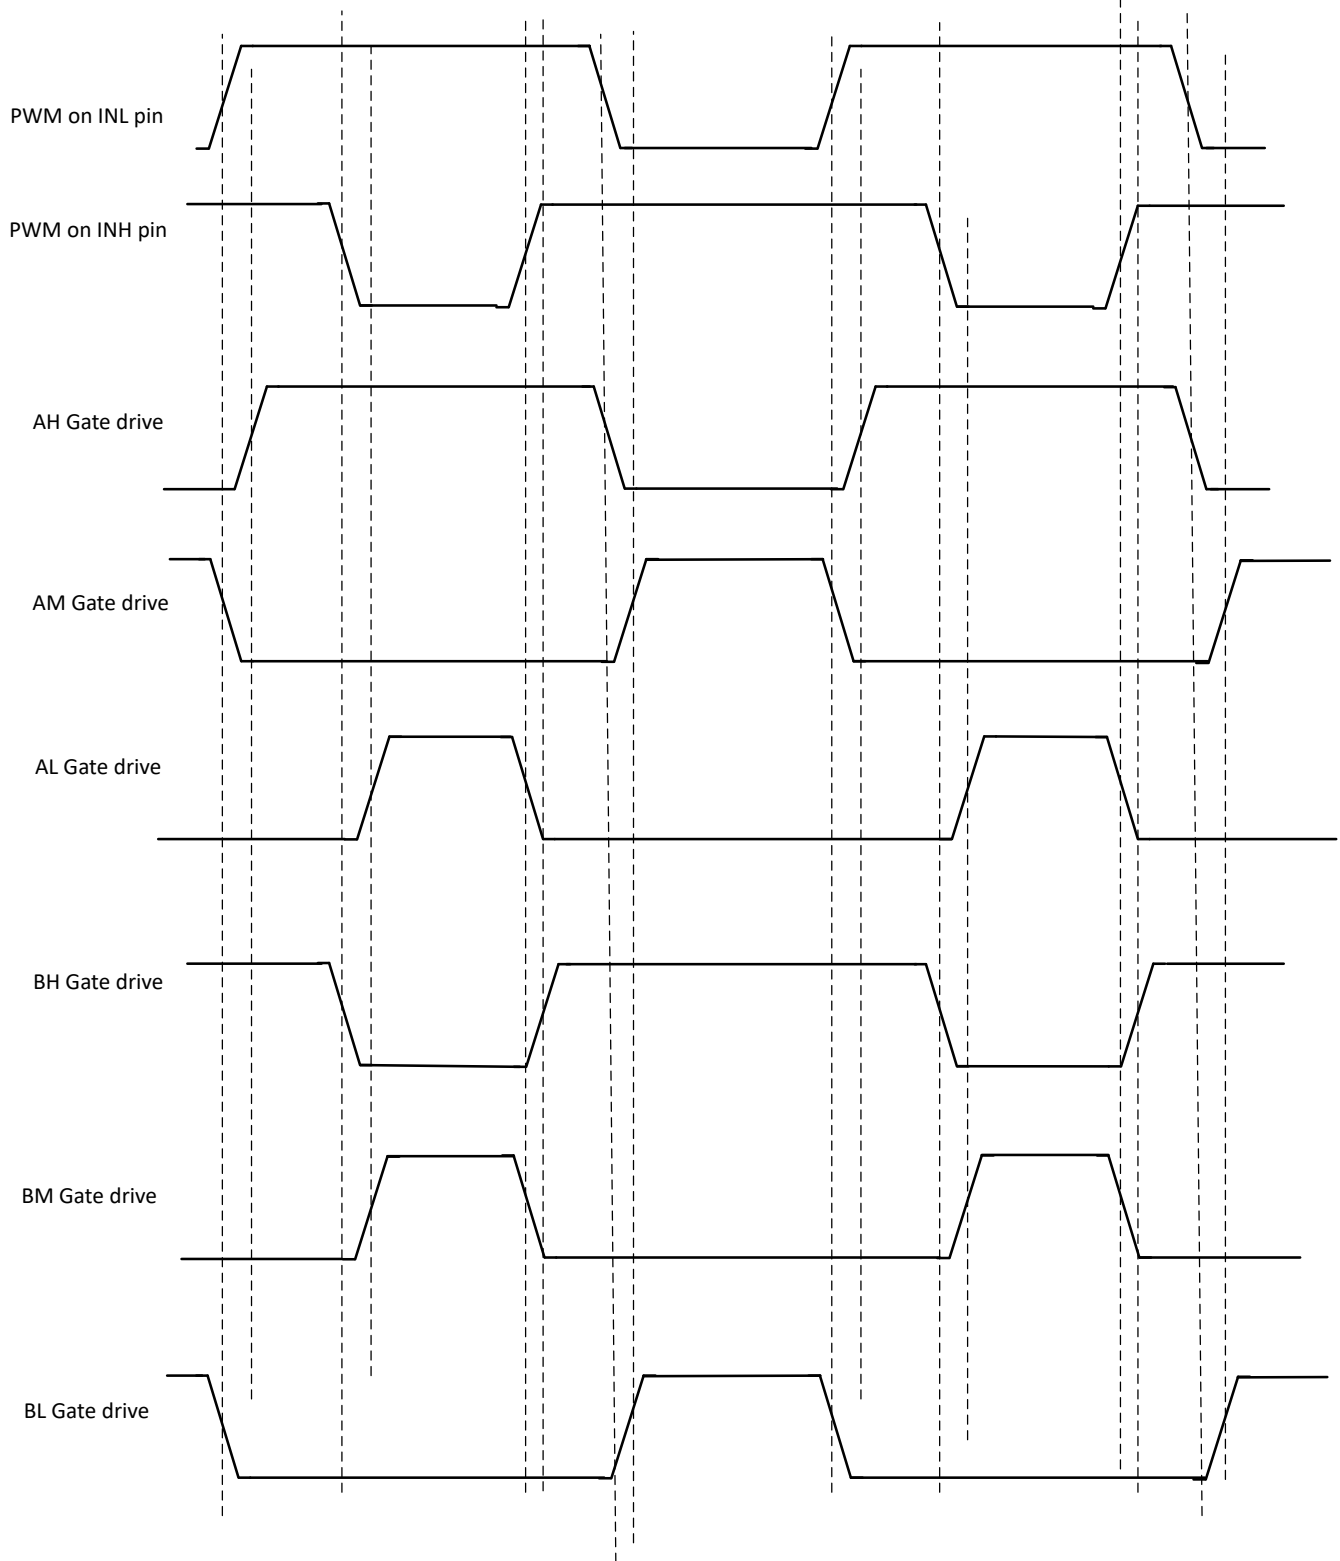 PWM on INL pin
PWM on INH pin
AH Gate drive
AM Gate drive
AL Gate drive
BH Gate drive
BM Gate drive
BL Gate drive